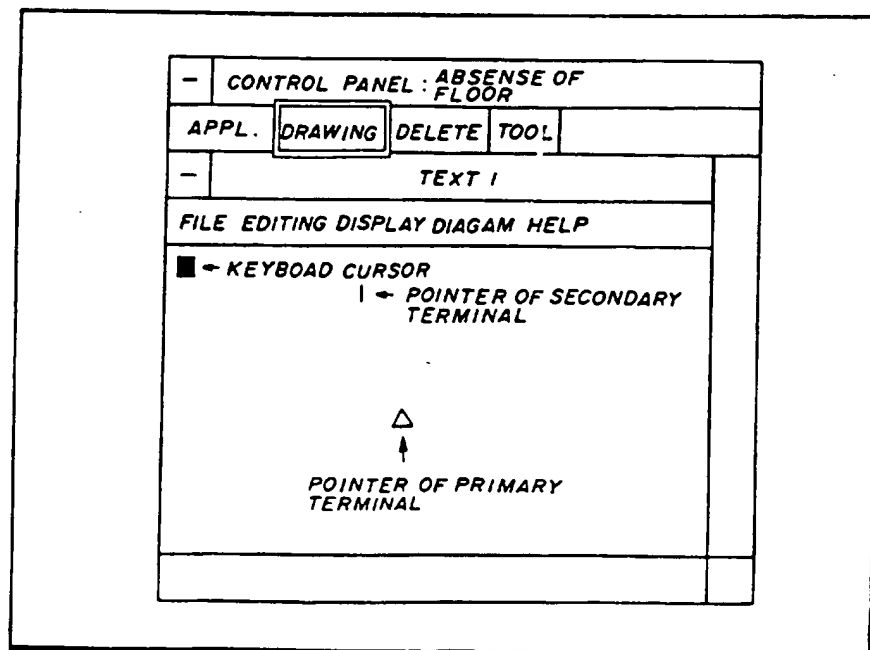 - CONTROL PANEL : ABSENSE OF
FLOOR
APPL. DRAWING DELETE TOOL
- TEXT 1
FILE EDITING DISPLAY DIAGAM HELP
← KEYBOAD CURSOR
← POINTER OF SECONDARY
TERMINAL
POINTER OF PRIMARY
TERMINAL